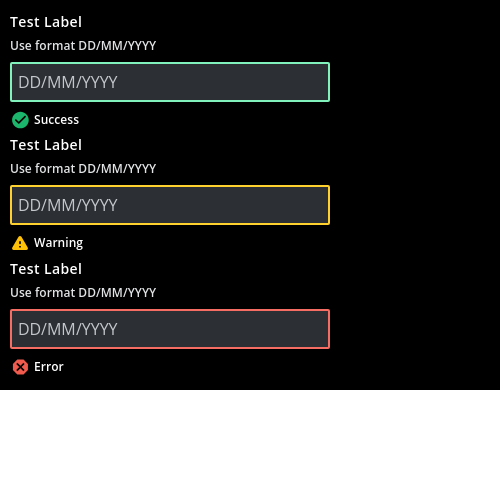 Test Label
Use format DD/MM/YYYY
DD/MM/YYYY
Success
Test Label
Use format DD/MM/YYYY
DD/MM/YYYY
Warning
Test Label
Use format DD/MM/YYYY
DD/MM/YYYY
Error